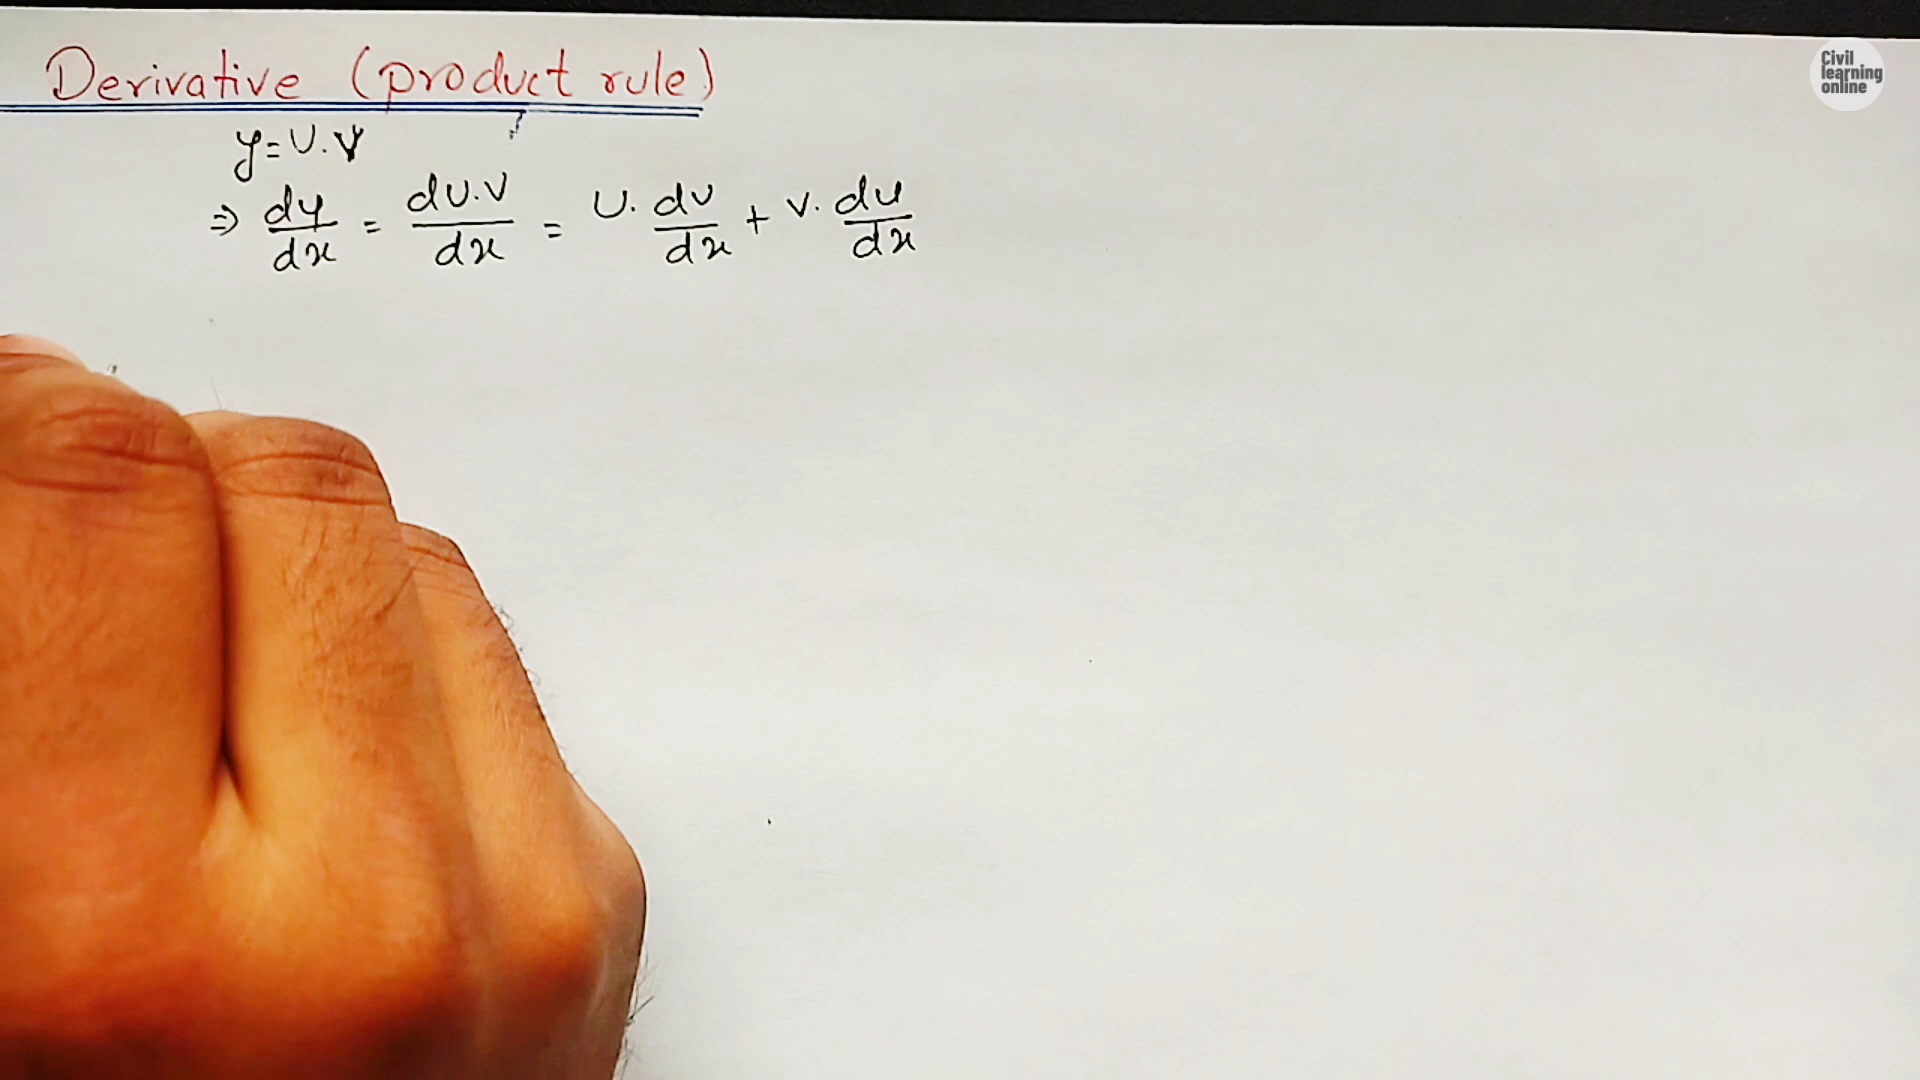 Derivative (product rule)
y=U.V
⇒ dy/dx = dU.V/dx = U. dv/dx + V. du/dx
Civil
learning
online